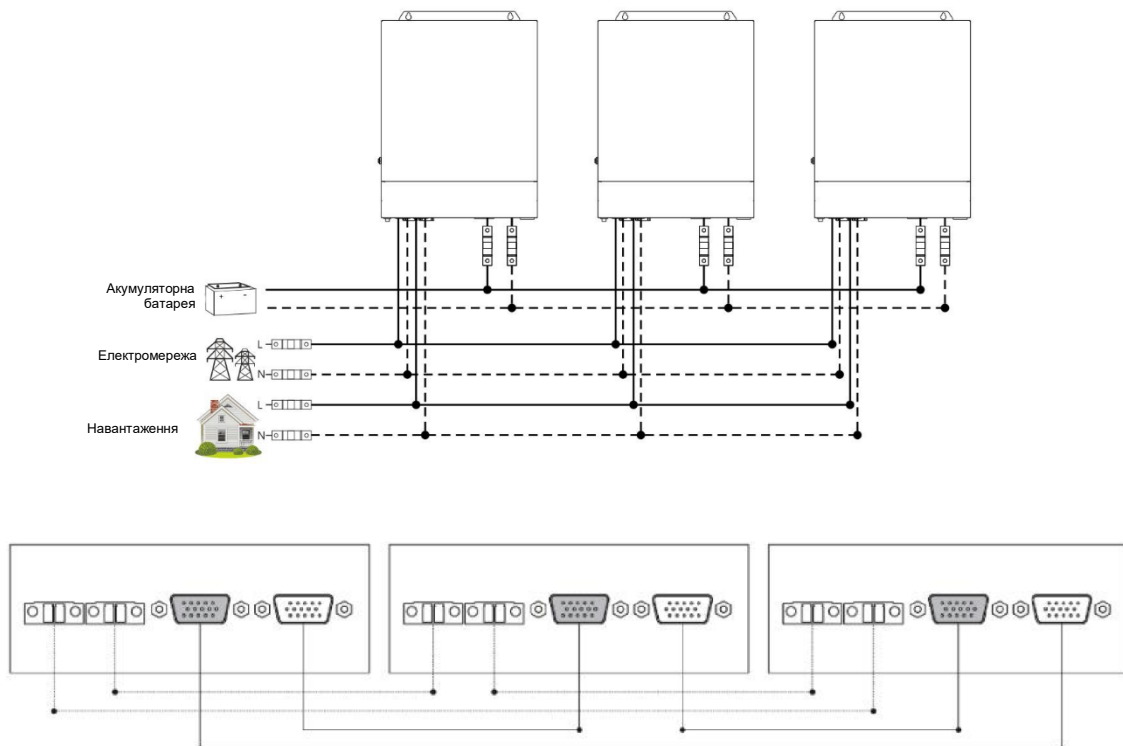 Акумуляторна
батарея
Електромережа
L
N
Навантаження
L
N